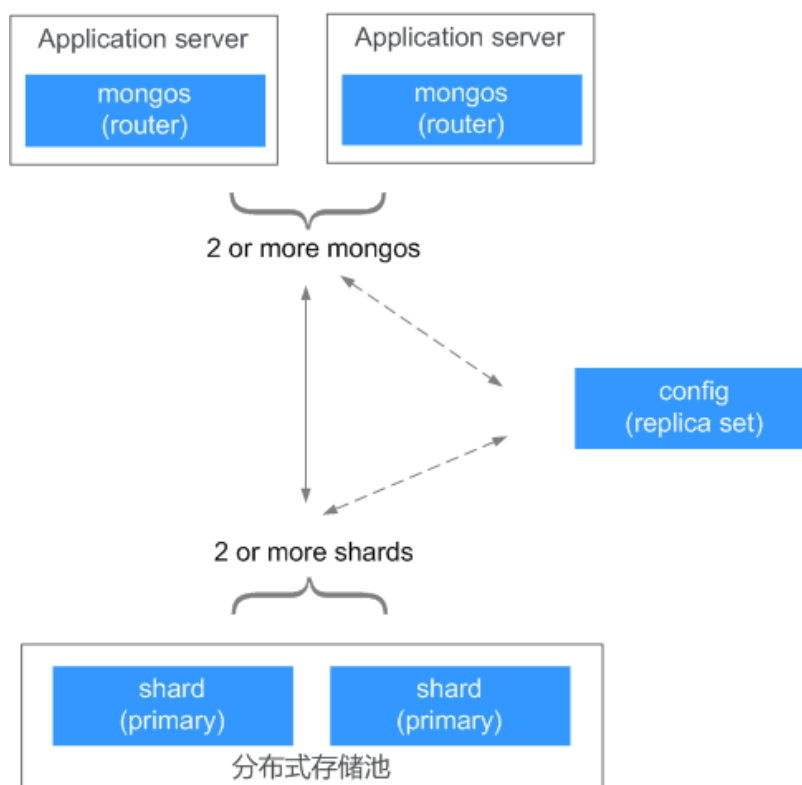 Application server
mongos
(router)
Application server
mongos
(router)
2 or more mongos
config
(replica set)
2 or more shards
shard
(primary)
shard
(primary)
分布式存储池